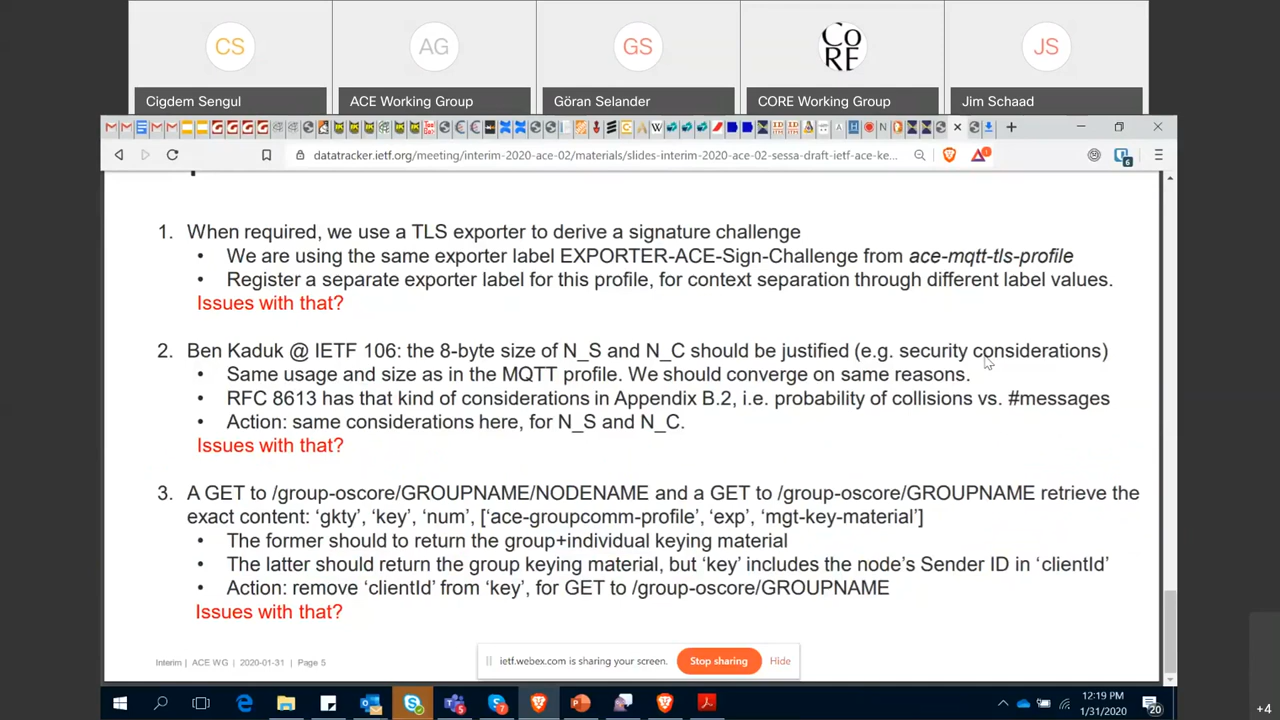 CS
AG
GS
CORE
JS
Cigdem Sengul
ACE Working Group
Göran Selander
CORE Working Group
Jim Schaad
datatracker.ietf.org/meeting/interim-2020-ace-02/materials/slides-interim-2020-ace-02-sessa-draft-ietf-ace-ke...
6
1. When required, we use a TLS exporter to derive a signature challenge
• We are using the same exporter label EXPORTER-ACE-Sign-Challenge from ace-mqtt-tls-profile
• Register a separate exporter label for this profile, for context separation through different label values.
Issues with that?
2. Ben Kaduk @ IETF 106: the 8-byte size of N_S and N_C should be justified (e.g. security considerations)
• Same usage and size as in the MQTT profile. We should converge on same reasons.
• RFC 8613 has that kind of considerations in Appendix B.2, i.e. probability of collisions vs. #messages
• Action: same considerations here, for N_S and N_C.
Issues with that?
3. A GET to /group-oscore/GROUPNAME/NODENAME and a GET to /group-oscore/GROUPNAME retrieve the
exact content: ‘gkty’, ‘key’, ‘num’, [‘ace-groupcomm-profile’, ‘exp’, ‘mgt-key-material’]
• The former should to return the group+individual keying material
• The latter should return the group keying material, but ‘key’ includes the node's Sender ID in ‘clientId’
• Action: remove ‘clientId’ from ‘key’, for GET to /group-oscore/GROUPNAME
Issues with that?
Interim | ACE WG | 2020-01-31 | Page 5
ietf.webex.com is sharing your screen.
Stop sharing
Hide
12:19 PM
1/31/2020
20
+4